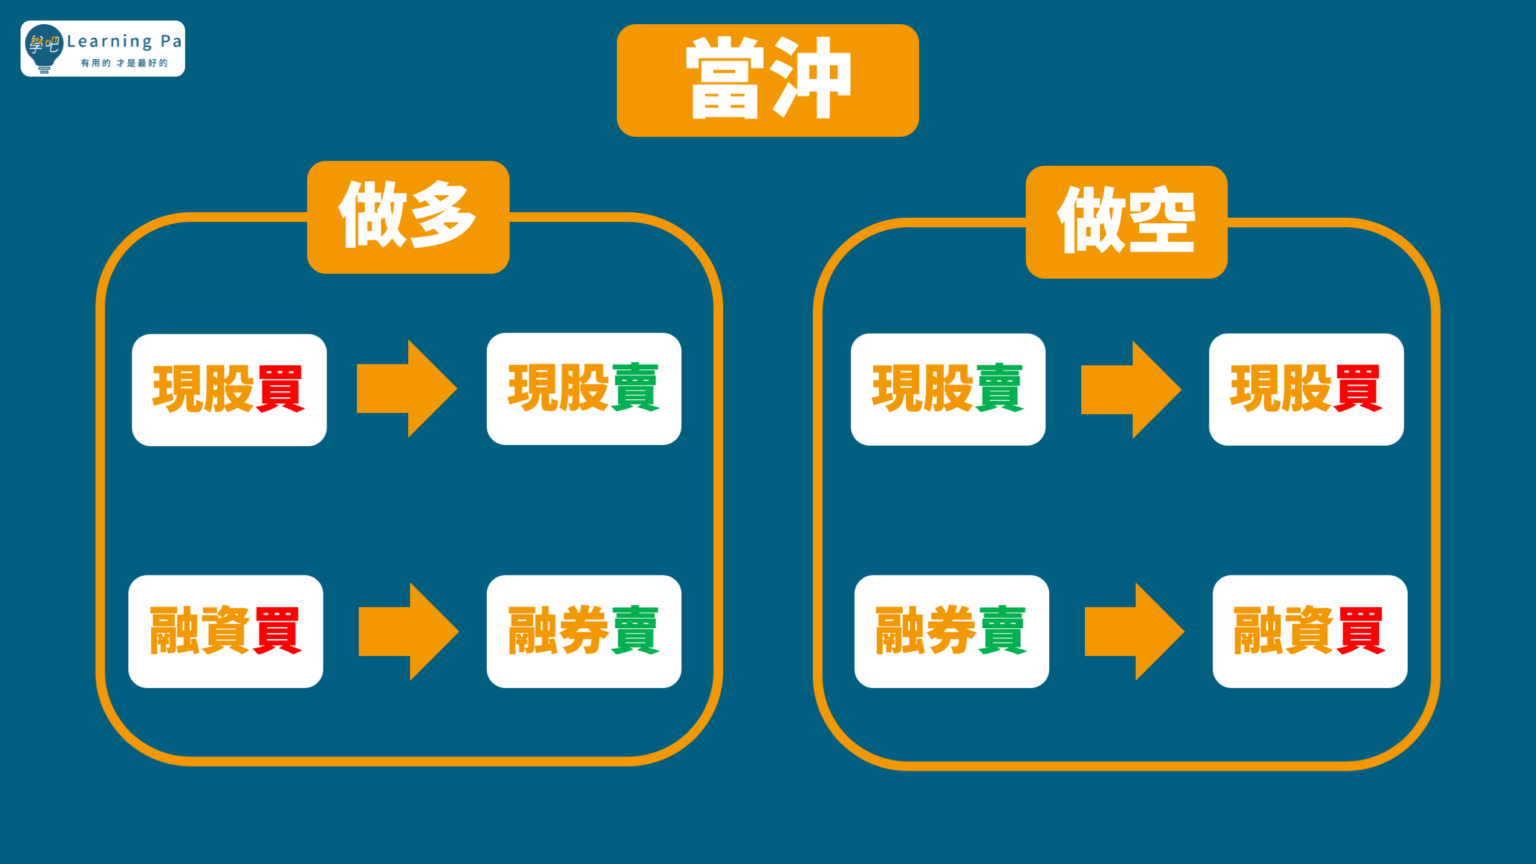 學吧
Learning Pa
有用的 才是最好的
當沖
做多
現股買
現股賣
融資買
融券賣
做空
現股賣
現股買
融券賣
融資買